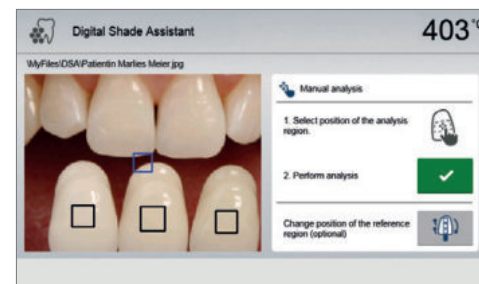 Digital Shade Assistant
403 °C
\MyFiles\DSA\Patientin Marlies Meier.jpg
Manual analysis
1. Select position of the analysis
region.
2. Perform analysis
Change position of the reference
region (optional)